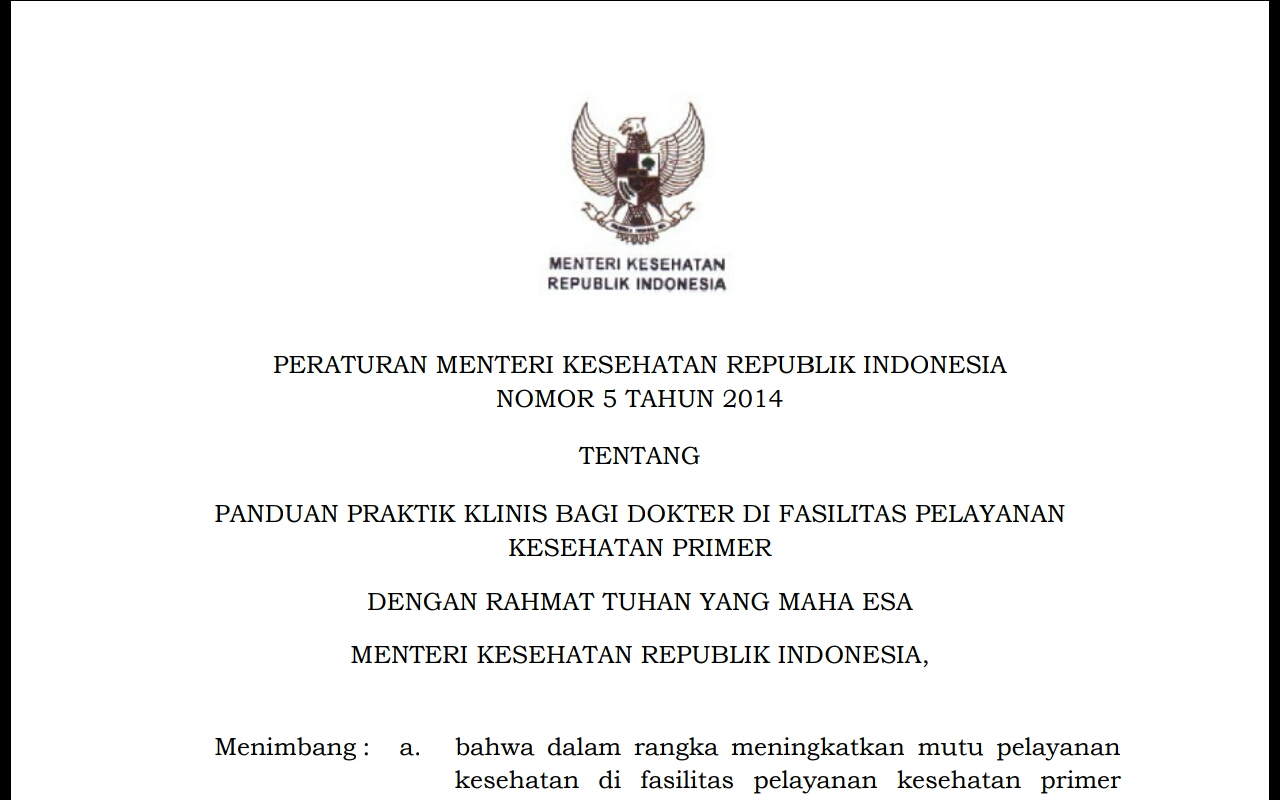 MENTERI KESEHATAN
REPUBLIK INDONESIA
PERATURAN MENTERI KESEHATAN REPUBLIK INDONESIA
NOMOR 5 TAHUN 2014
TENTANG
PANDUAN PRAKTIK KLINIS BAGI DOKTER DI FASILITAS PELAYANAN
KESEHATAN PRIMER
DENGAN RAHMAT TUHAN YANG MAHA ESA
MENTERI KESEHATAN REPUBLIK INDONESIA,
Menimbang : a. bahwa dalam rangka meningkatkan mutu pelayanan
kesehatan di fasilitas pelayanan kesehatan primer